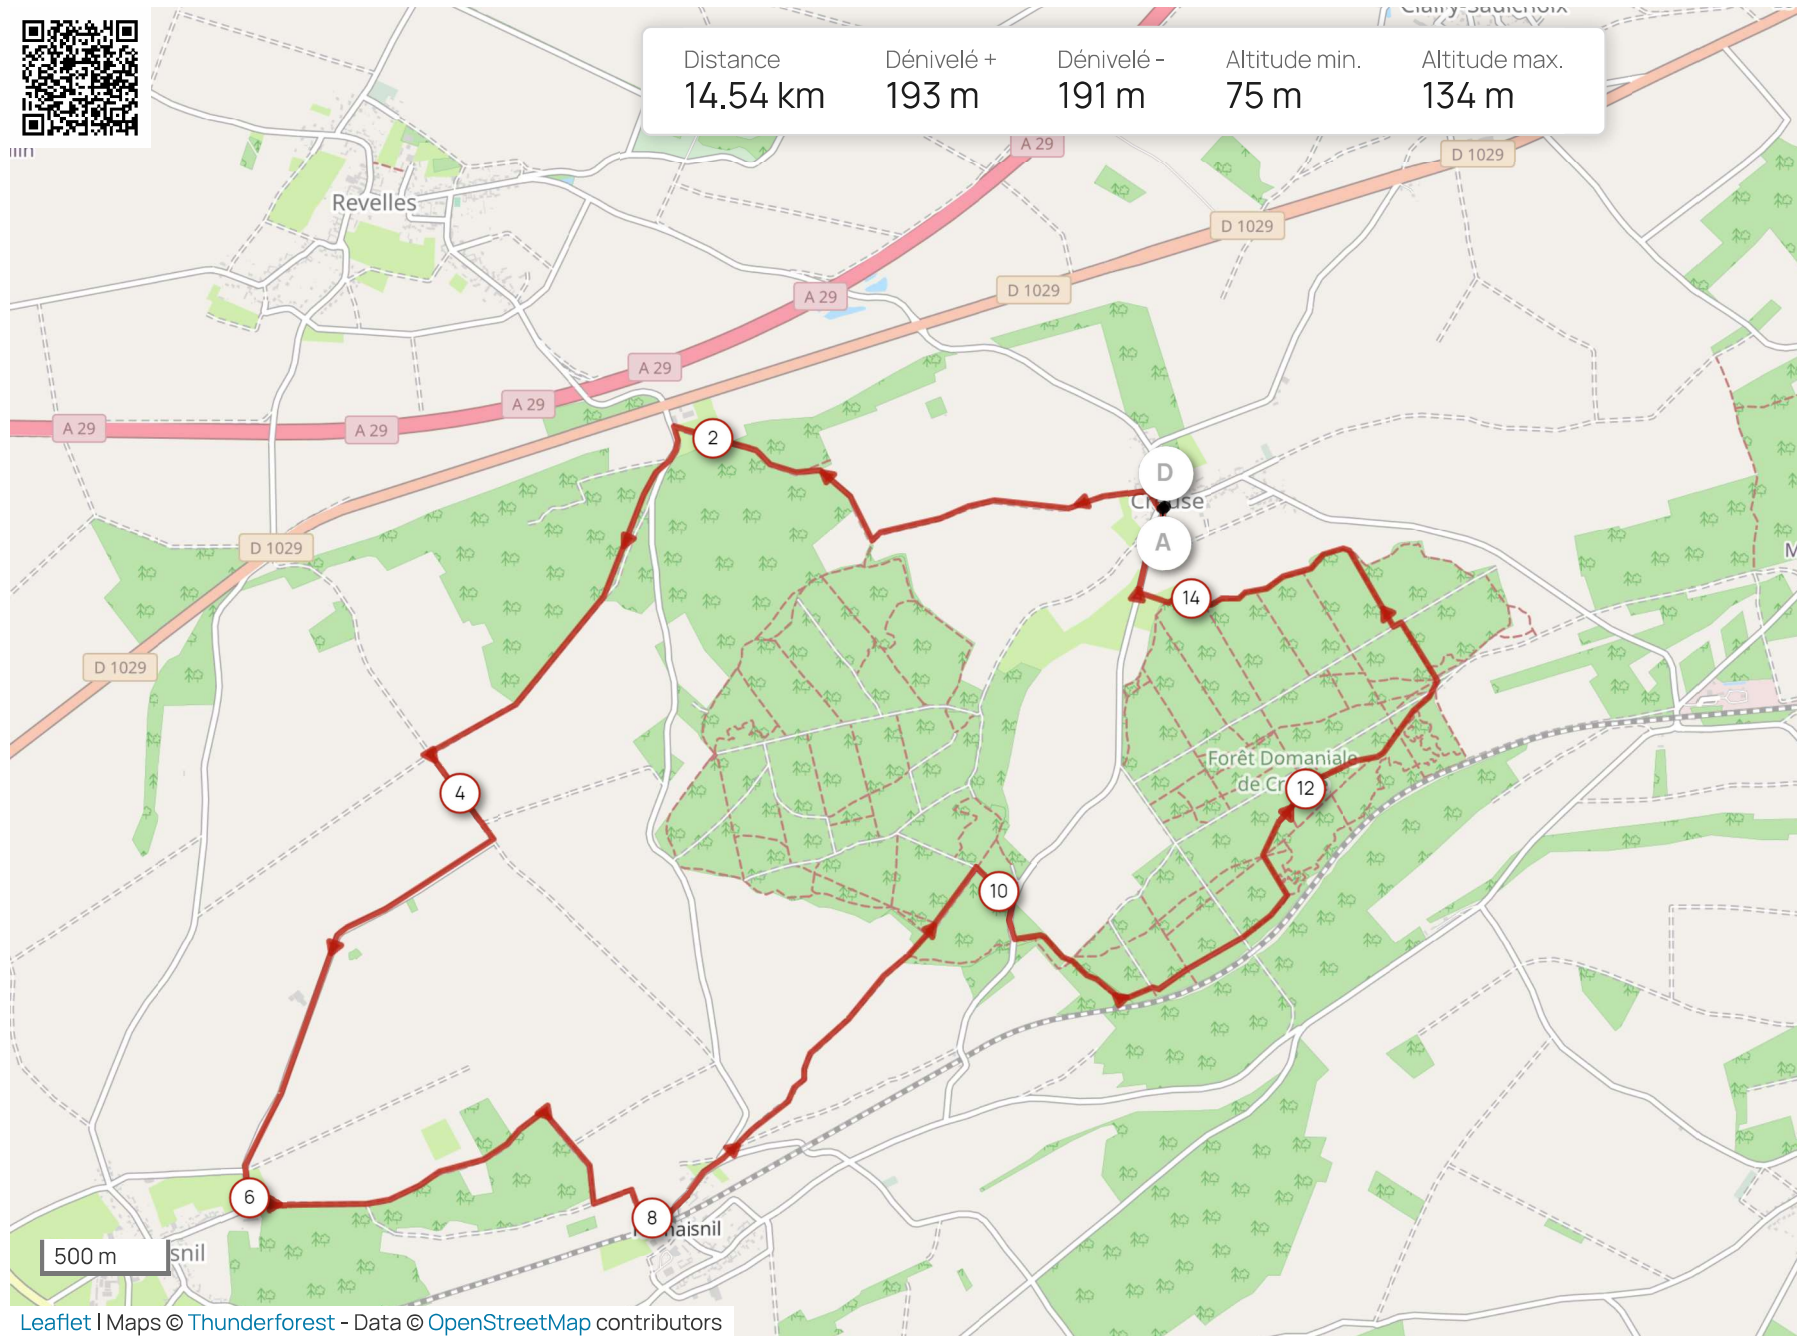 Distance
14.54 km
Dénivelé +
193 m
Dénivelé -
191 m
Altitude min.
75 m
Altitude max.
134 m
A 29
D 1029
Revelles
D 1029
A 29
D 1029
A 29
A 29
A 29
A 29
2
D
D 1029
A
14
D 1029
Forêt Domaniale
12
4
10
6
8
500 m
Leaflet | Maps © Thunderforest - Data © OpenStreetMap contributors